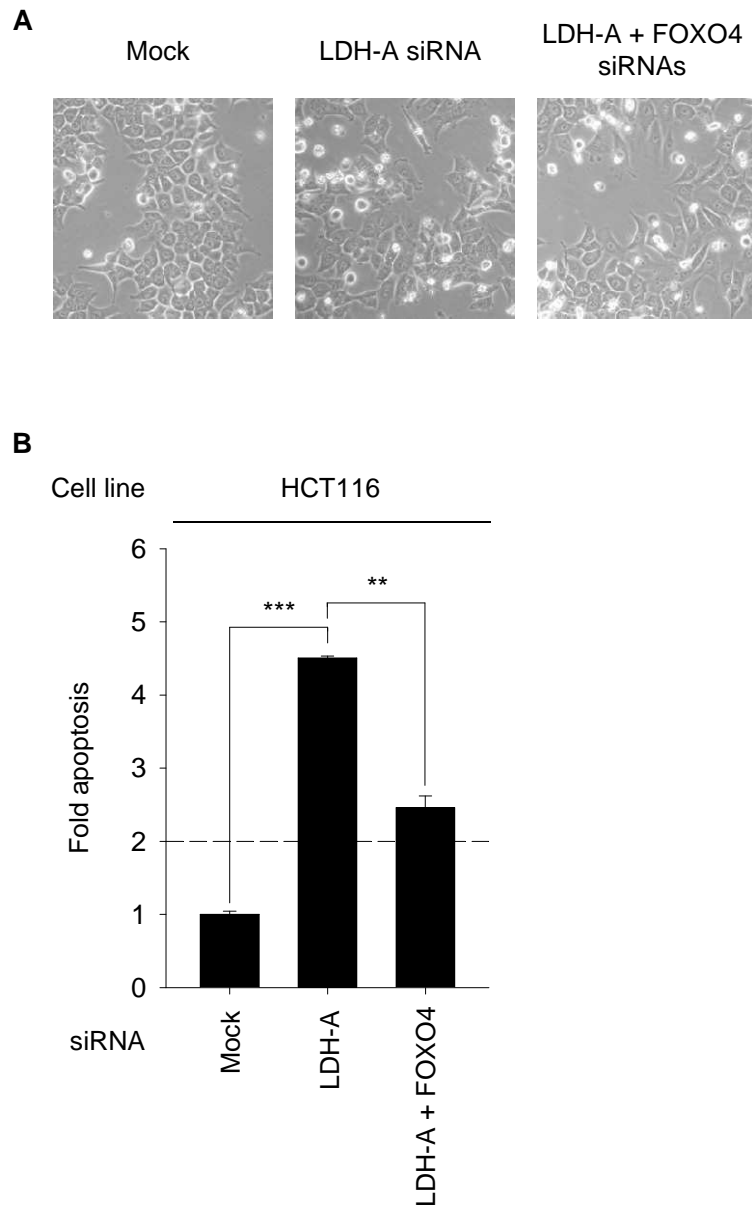 A
Mock
LDH-A siRNA
LDH-A + FOXO4
siRNAs
B
Cell line
HCT116
6
5
4
3
2
1
0
Fold apoptosis
***
**
siRNA
Mock
LDH-A
LDH-A + FOXO4